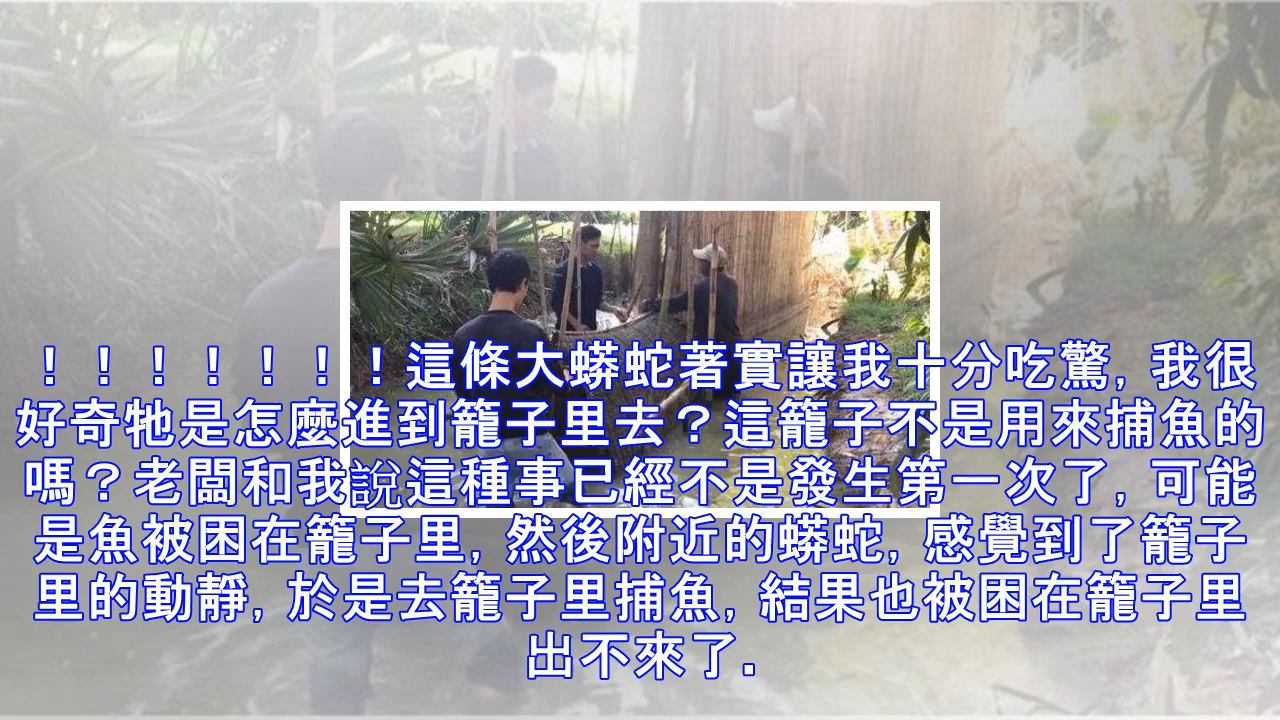 ！！！！！！！這條大蟒蛇著實讓我十分吃驚, 我很
好奇牠是怎麼進到籠子里去？這籠子不是用來捕魚的
嗎？老闆和我說這種事已經不是發生第一次了, 可能
是魚被困在籠子里, 然後附近的蟒蛇, 感覺到了籠子
里的動靜, 於是去籠子里捕魚, 結果也被困在籠子里
出不來了.